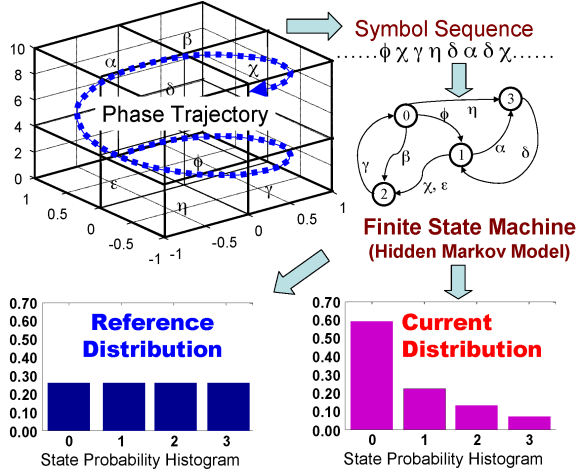 Symbol Sequence
......ϕ χ γ η δ α δ χ......
10
8
6
4
2
0
α
β
χ
δ
Phase Trajectory
ϕ
ε
η
γ
1
0.5
0
-0.5
-1
-1
-0.5
0
0.5
1
0
3
1
2
η
ϕ
γ
β
α
δ
χ, ε
Finite State Machine
(Hidden Markov Model)
Reference
Distribution
0.70
0.60
0.50
0.40
0.30
0.20
0.10
0.00
0 1 2 3
State Probability Histogram
Current
Distribution
0.70
0.60
0.50
0.40
0.30
0.20
0.10
0.00
0 1 2 3
State Probability Histogram